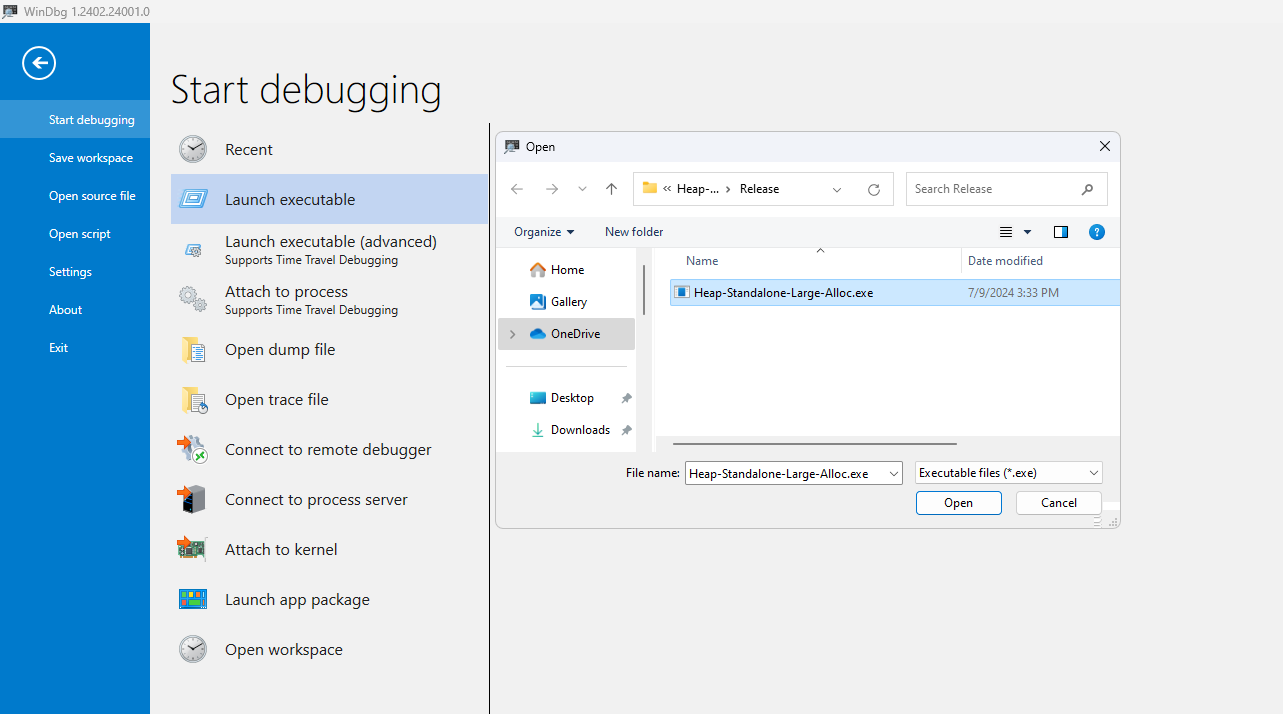 WinDbg 1.2402.24001.0
Start debugging
Save workspace
Open source file
Open script
Settings
About
Exit
Start debugging
Recent
Launch executable
Launch executable (advanced)
Supports Time Travel Debugging
Attach to process
Supports Time Travel Debugging
Open dump file
Open trace file
Connect to remote debugger
Connect to process server
Attach to kernel
Launch app package
Open workspace
Open
« Heap-... › Release
Search Release
Organize
New folder
?
Home
Gallery
OneDrive
Desktop
Downloads
Name Date modified
Heap-Standalone-Large-Alloc.exe 7/9/2024 3:33 PM
File name: Heap-Standalone-Large-Alloc.exe Executable files (*.exe)
Open Cancel